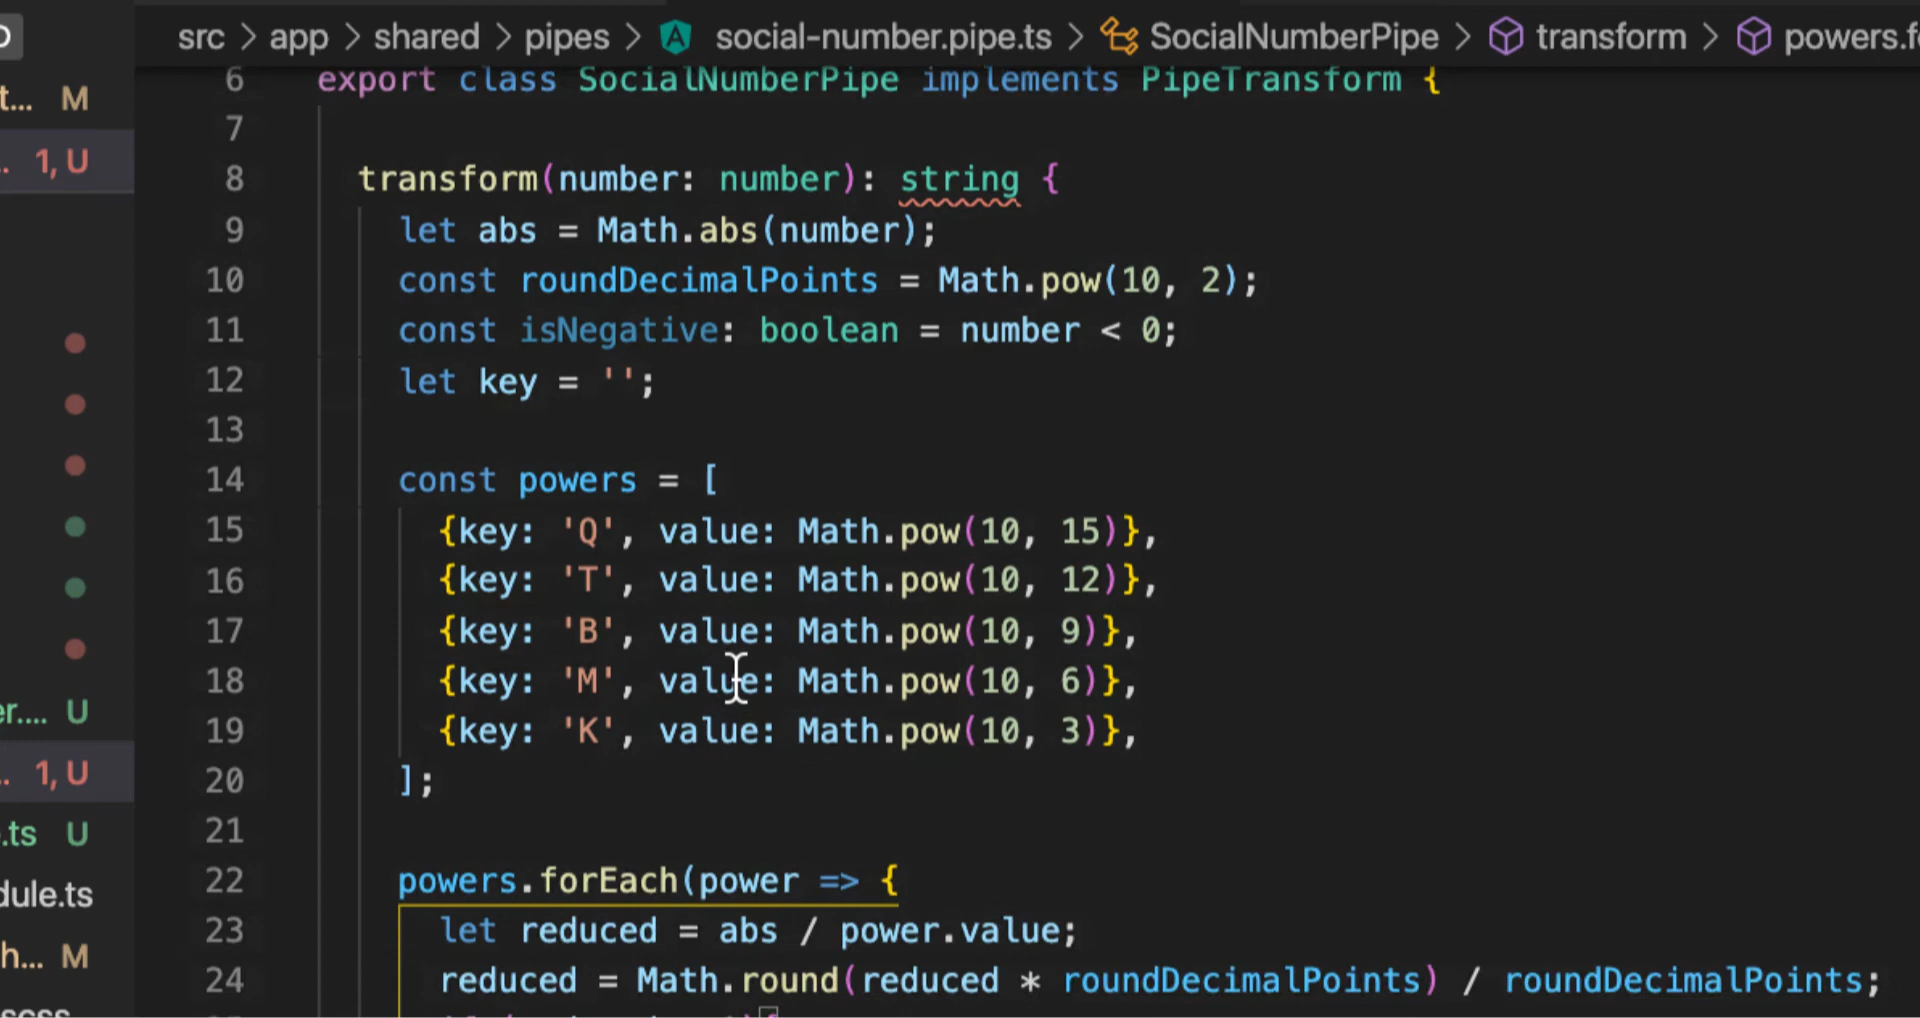 src > app > shared > pipes > social-number.pipe.ts > SocialNumberPipe > transform >
t... M
1, U
er.... U
1, U
.ts U
dule.ts
h... M
6 export class SocialNumberPipe implements PipeTransform {
7
8 transform(number: number): string {
9 let abs = Math.abs(number);
10 const roundDecimalPoints = Math.pow(10, 2);
11 const isNegative: boolean = number < 0;
12 let key = '';
13
14 const powers = [
15 {key: 'Q', value: Math.pow(10, 15)},
16 {key: 'T', value: Math.pow(10, 12)},
17 {key: 'B', value: Math.pow(10, 9)},
18 {key: 'M', value: Math.pow(10, 6)},
19 {key: 'K', value: Math.pow(10, 3)},
20 ];
21
22 powers.forEach(power => {
23 let reduced = abs / power.value;
24 reduced = Math.round(reduced * roundDecimalPoints) / roundDecimalPoints;